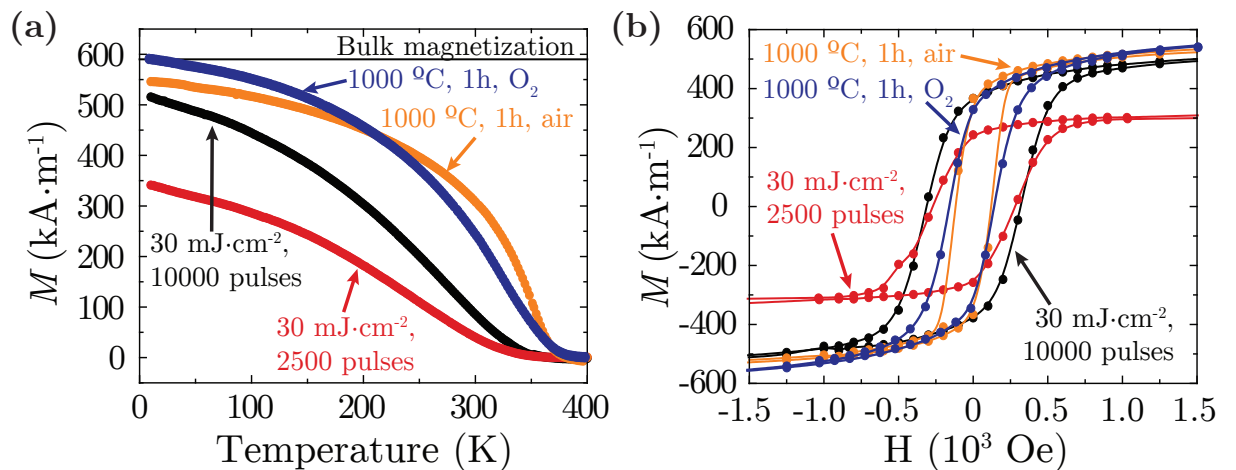 (a)
600
500
400
300
200
100
0
M (kA·m⁻¹)
0
100
200
300
400
Temperature (K)
Bulk magnetization
1000 ºC, 1h, O₂
1000 ºC, 1h, air
30 mJ·cm⁻²,
10000 pulses
30 mJ·cm⁻²,
2500 pulses
(b)
600
400
200
0
-200
-400
-600
M (kA·m⁻¹)
-1.5
-1.0
-0.5
0
0.5
1.0
1.5
H (10³ Oe)
1000 ºC, 1h, air
1000 ºC, 1h, O₂
30 mJ·cm⁻²,
2500 pulses
30 mJ·cm⁻²,
10000 pulses